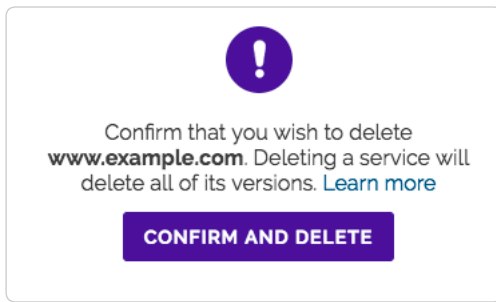 Confirm that you wish to delete
www.example.com. Deleting a service will
delete all of its versions. Learn more
CONFIRM AND DELETE